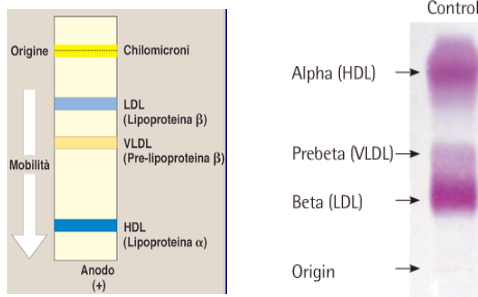 Origine
Chilomicroni
LDL
(Lipoproteina β)
VLDL
(Pre-lipoproteina β)
Mobilità
HDL
(Lipoproteina α)
Anodo
(+)
Control
Alpha (HDL)
Prebeta (VLDL)
Beta (LDL)
Origin